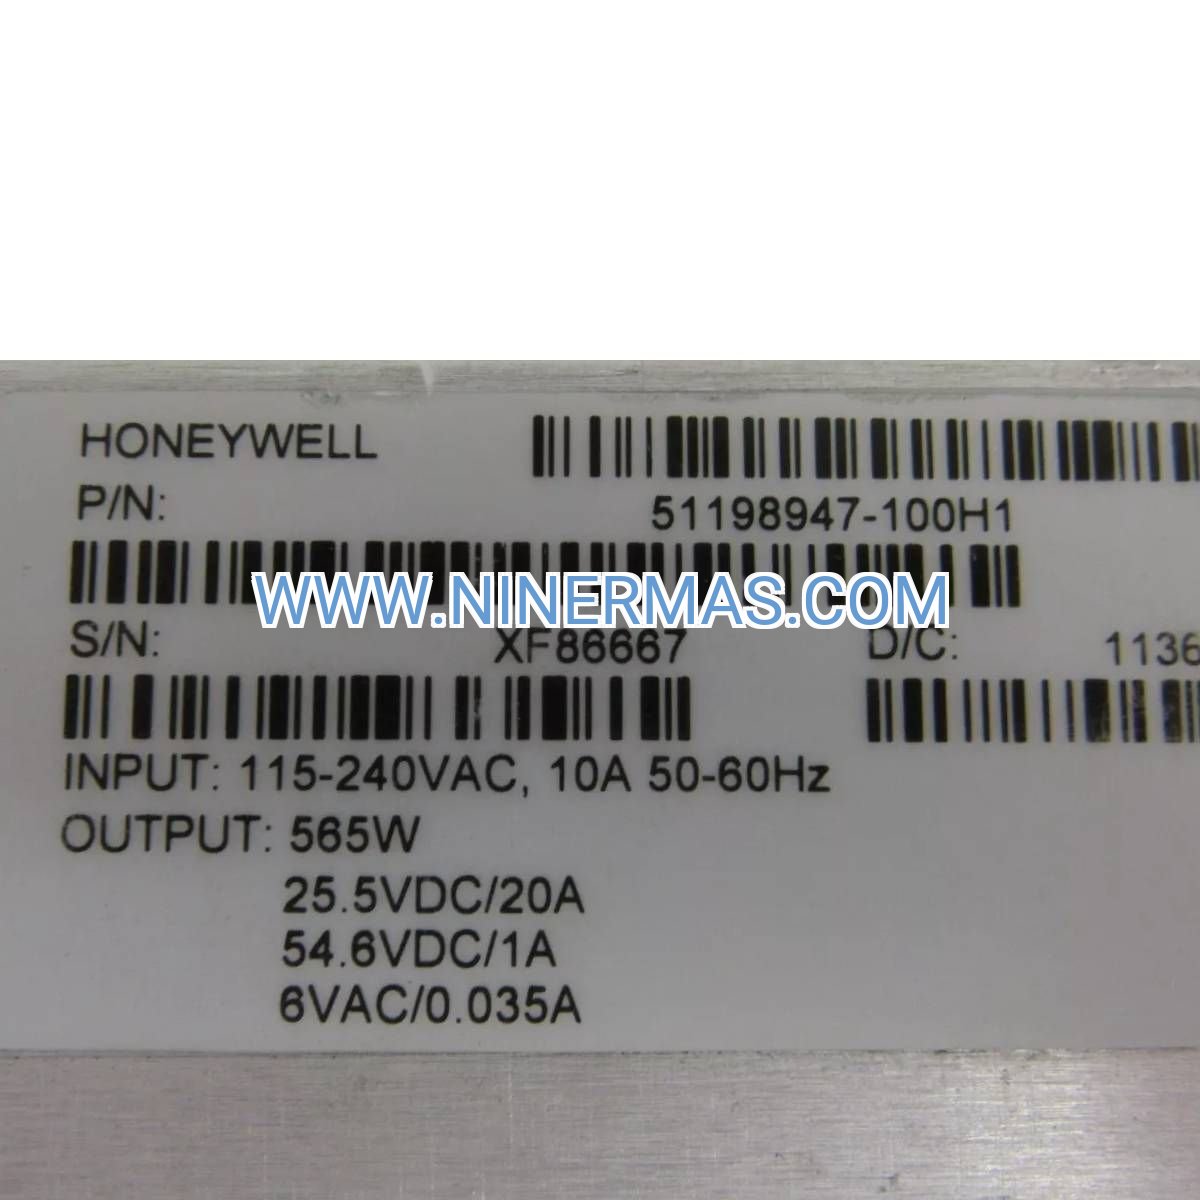 HONEYWELL
P/N:
51198947-100H1
WWW.NINERMAS.COM
S/N: XF86667 D/C: 1136
INPUT: 115-240VAC, 10A 50-60Hz
OUTPUT: 565W
25.5VDC/20A
54.6VDC/1A
6VAC/0.035A